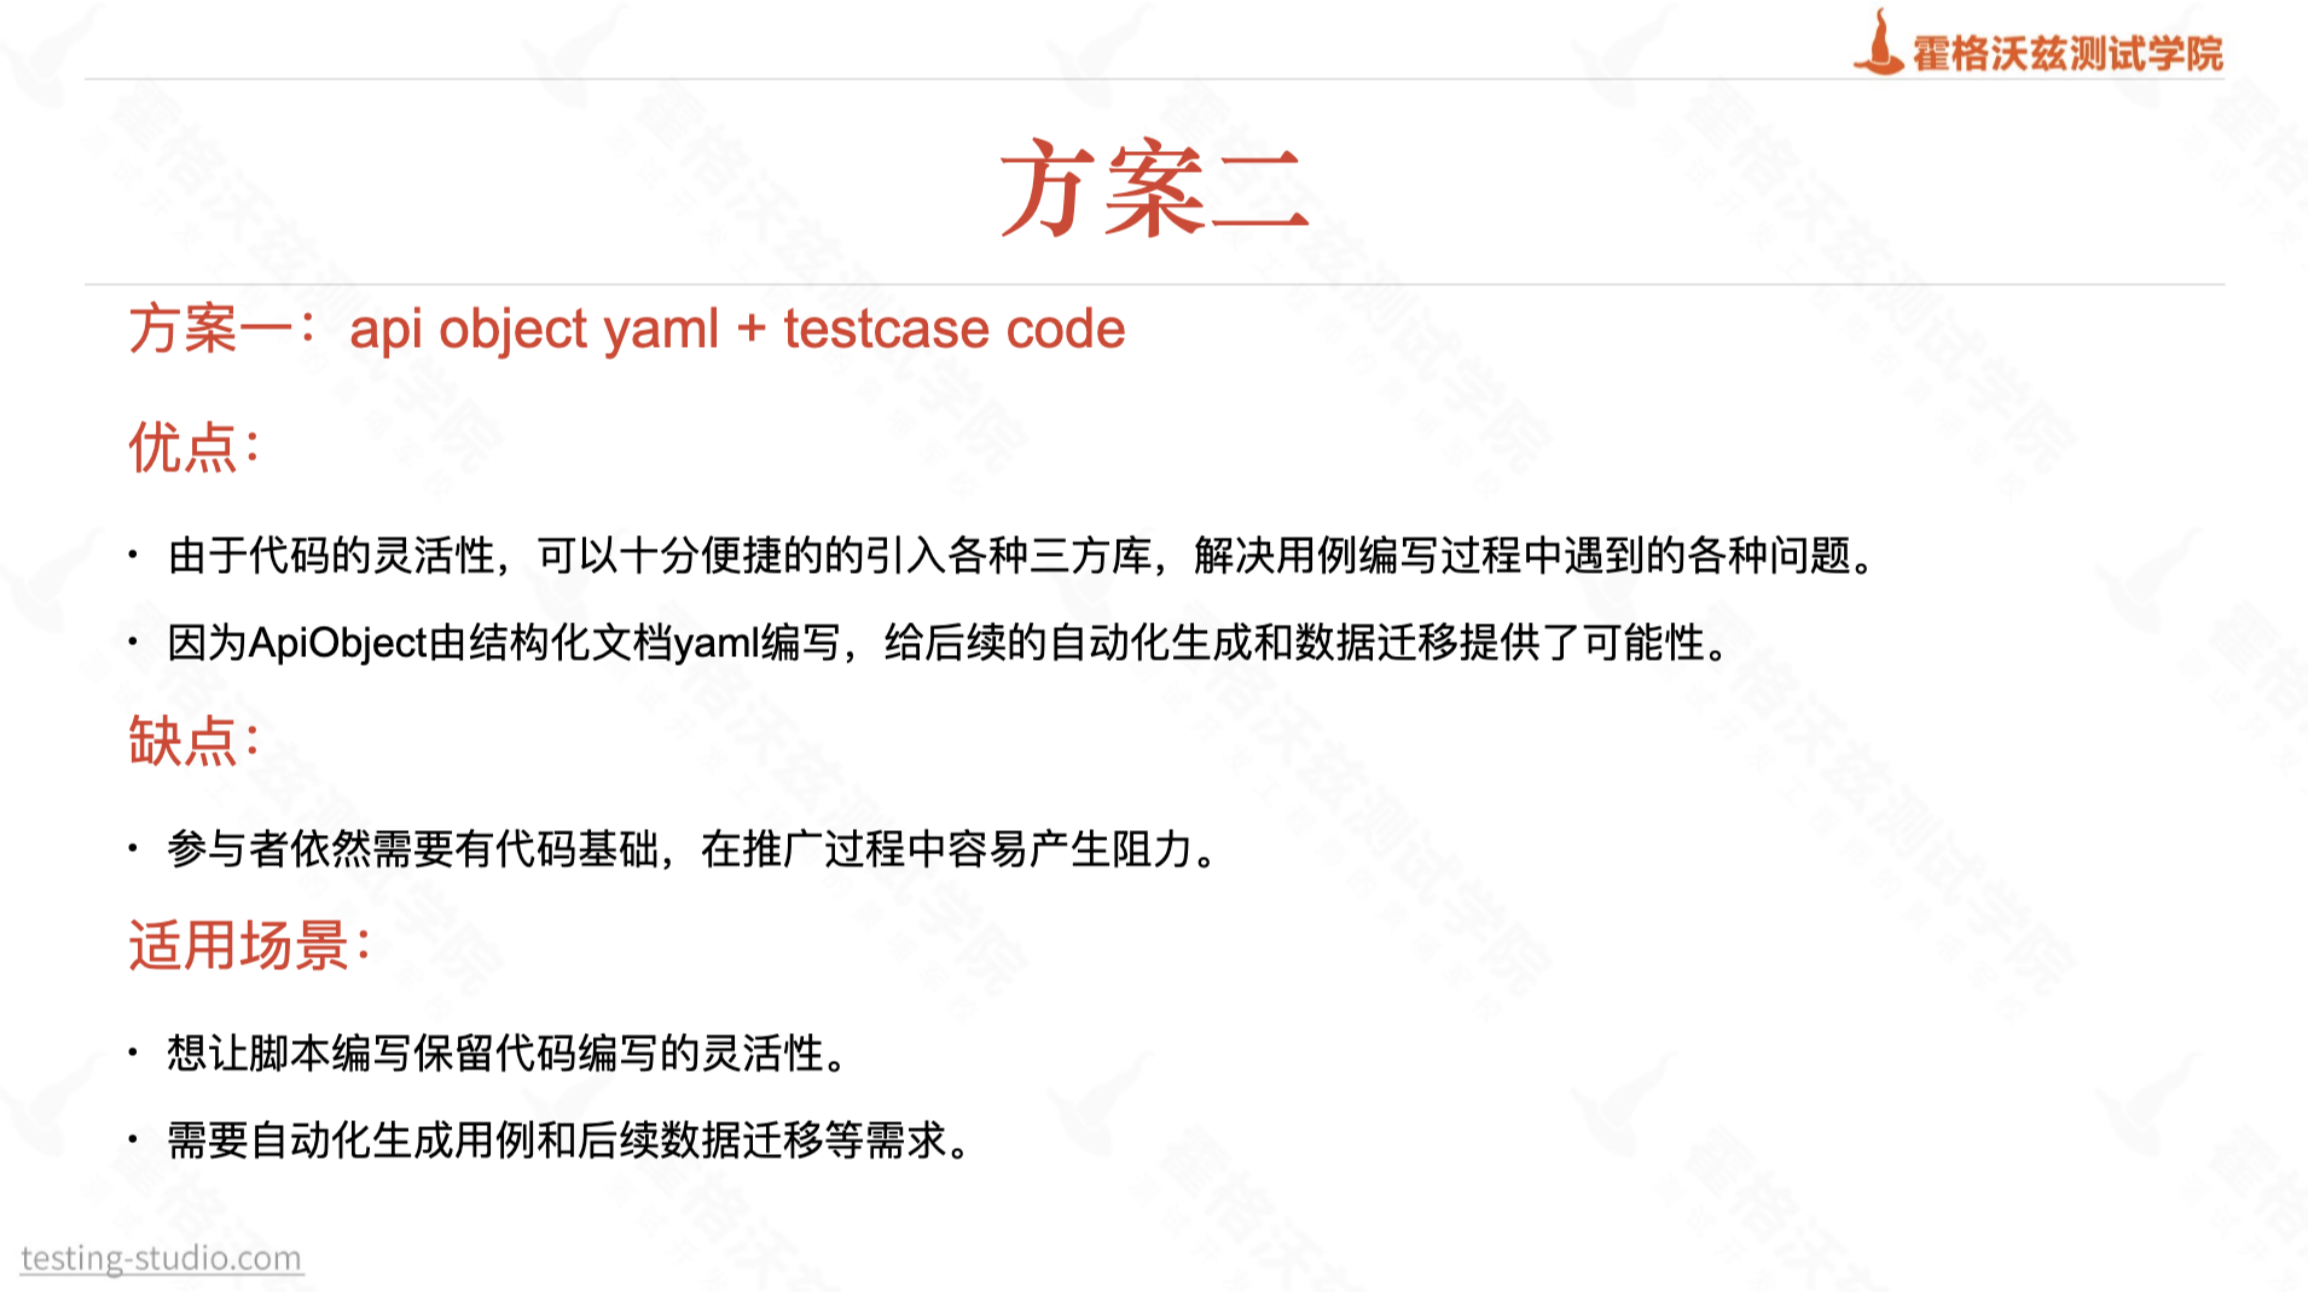 霍格沃兹测试学院
方案二
方案一：api object yaml + testcase code
优点：
· 由于代码的灵活性，可以十分便捷的的引入各种三方库，解决用例编写过程中遇到的各种问题。
· 因为ApiObject由结构化文档yaml编写，给后续的自动化生成和数据迁移提供了可能性。
缺点：
· 参与者依然需要有代码基础，在推广过程中容易产生阻力。
适用场景：
· 想让脚本编写保留代码编写的灵活性。
· 需要自动化生成用例和后续数据迁移等需求。
testing-studio.com